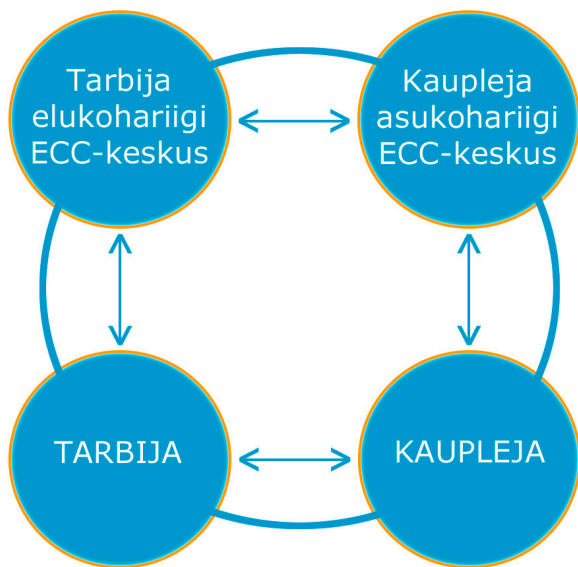 Tarbija
elukohariigi
ECC-keskus
Kaupleja
asukohariigi
ECC-keskus
TARBIJA
KAUPLEJA